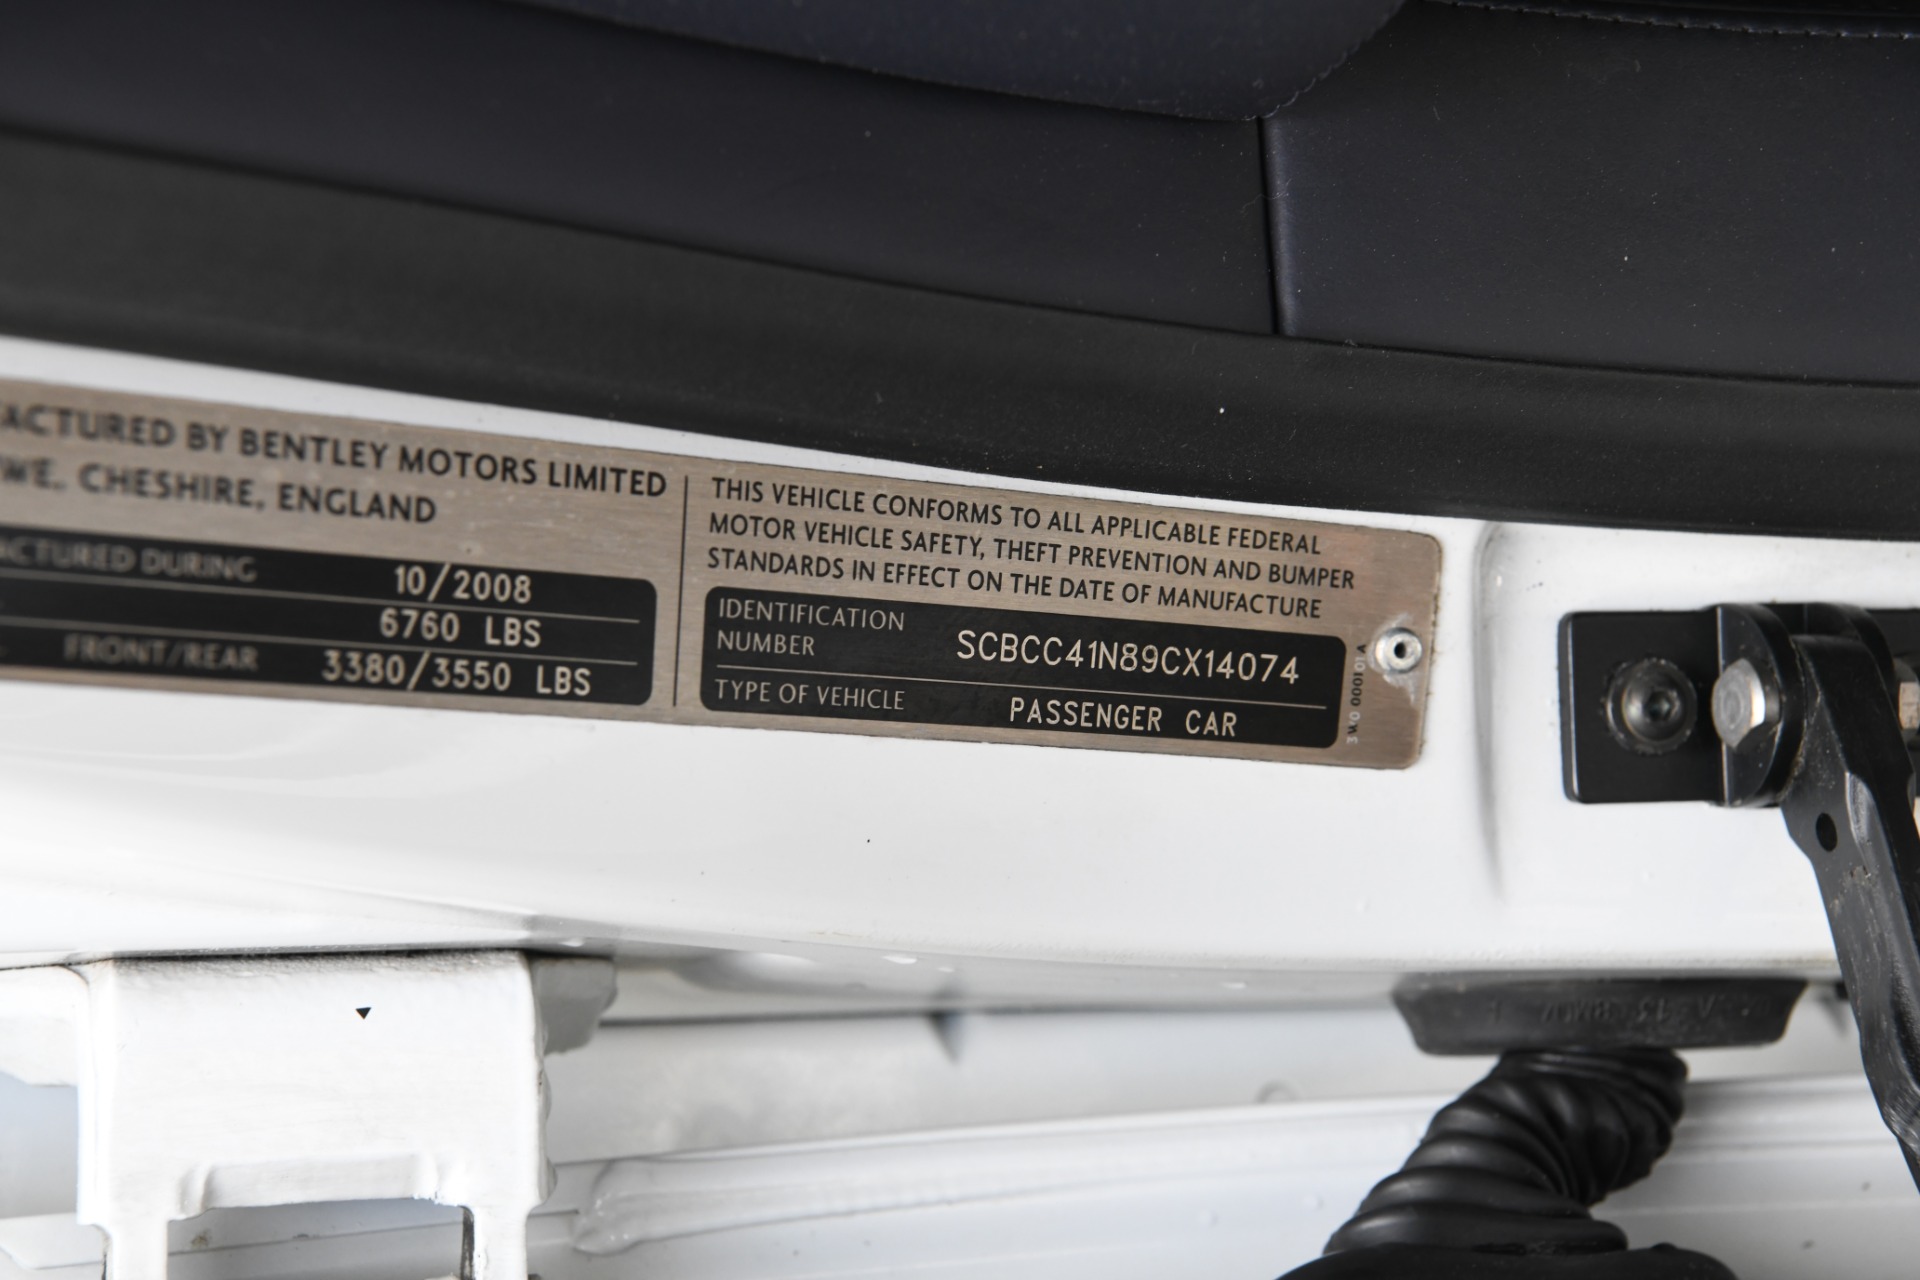 ACTURED BY BENTLEY MOTORS LIMITED
WE, CHESHIRE, ENGLAND
ACTURED DURING 10/2008
6760 LBS
FRONT/REAR 3380/3550 LBS
THIS VEHICLE CONFORMS TO ALL APPLICABLE FEDERAL
MOTOR VEHICLE SAFETY, THEFT PREVENTION AND BUMPER
STANDARDS IN EFFECT ON THE DATE OF MANUFACTURE
IDENTIFICATION
NUMBER SCBCC41N89CX14074
TYPE OF VEHICLE PASSENGER CAR
3W0 000101A